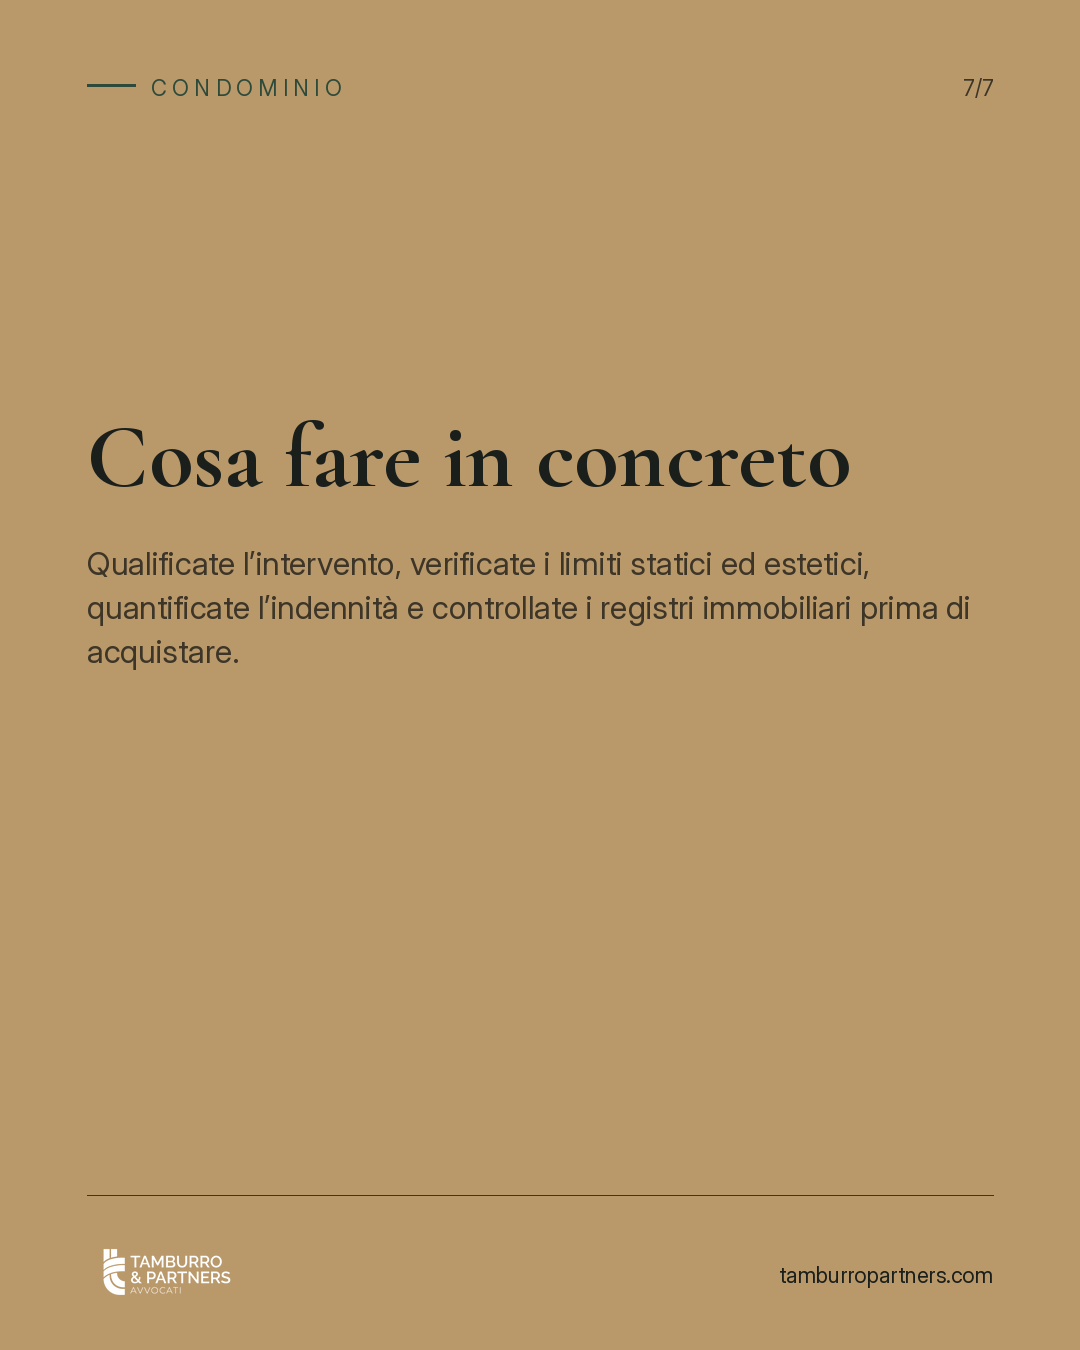 CONDOMINIO
7/7
Cosa fare in concreto
Qualificate l’intervento, verificate i limiti statici ed estetici,
quantificate l’indennità e controllate i registri immobiliari prima di
acquistare.
TAMBURRO
& PARTNERS
AVVOCATI
tamburropartners.com